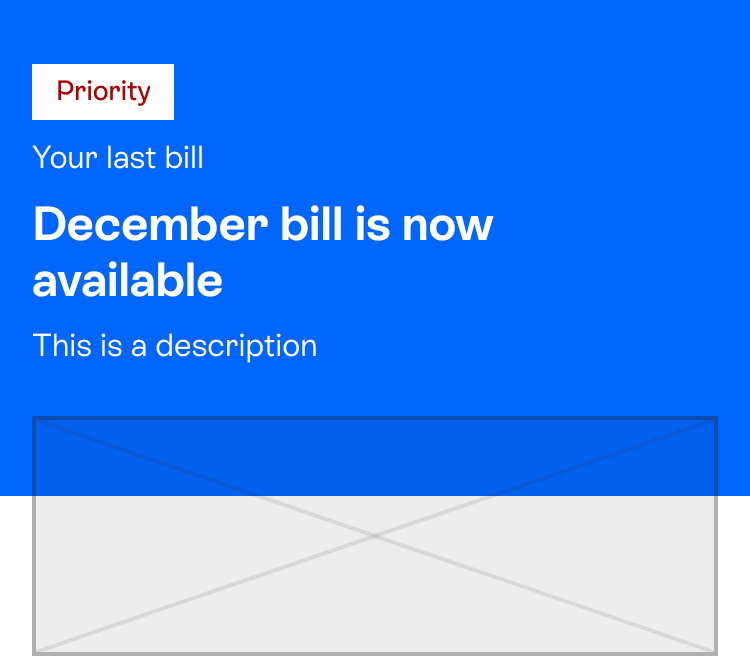 Priority
Your last bill
December bill is now
available
This is a description